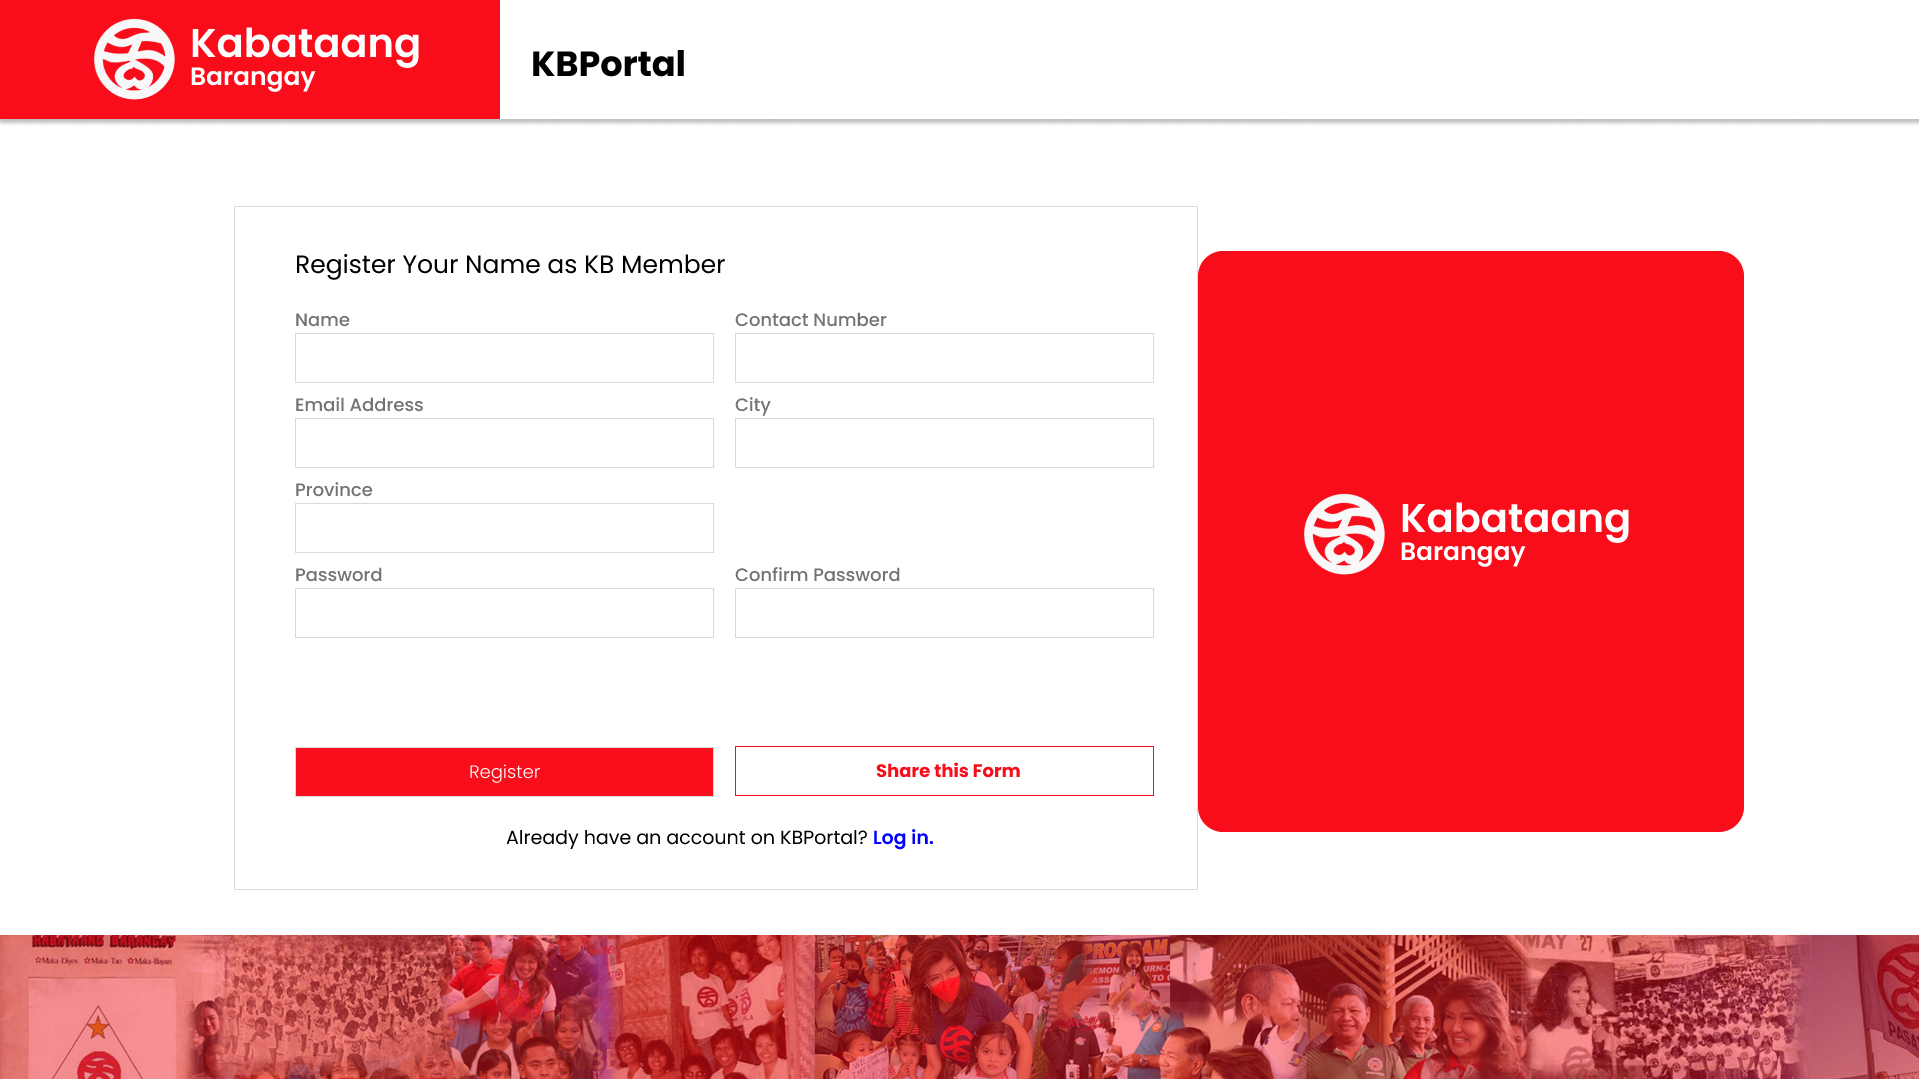 Kabataang
Barangay
KBPortal
Register Your Name as KB Member
Name
Contact Number
Email Address
City
Province
Password
Confirm Password
Register
Share this Form
Already have an account on KBPortal? Log in.
Kabataang
Barangay
KABATAANG BARANGAY
☆Maka-Diyos ☆Maka-Tao ☆Maka-Bayan
PROGRAM
MAY 27